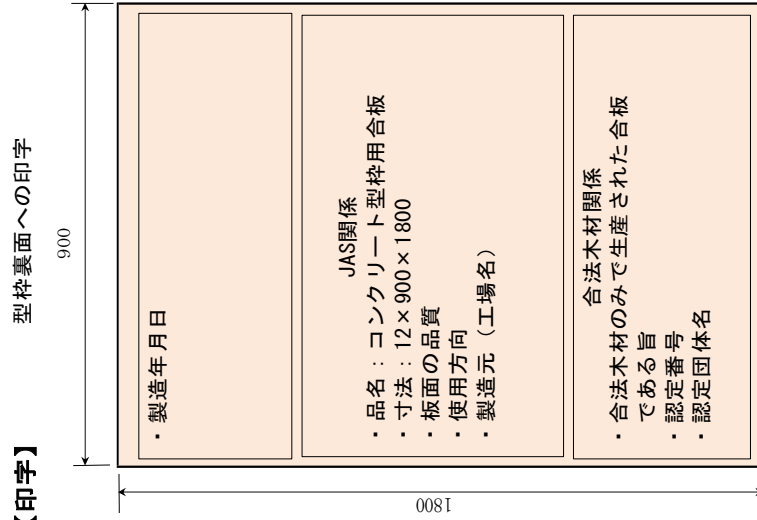 【印字】
型枠裏面への印字
900
1800
・製造年月日
JAS関係
・品名：コンクリート型枠用合板
・寸法：12×900×1800
・板面の品質
・使用方向
・製造元（工場名）
合法木材関係
・合法木材のみで生産された合板
である旨
・認定番号
・認定団体名